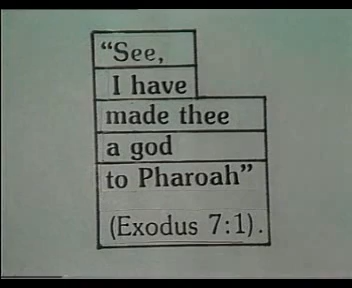 “See,
I have
made thee
a god
to Pharoah”
(Exodus 7:1).